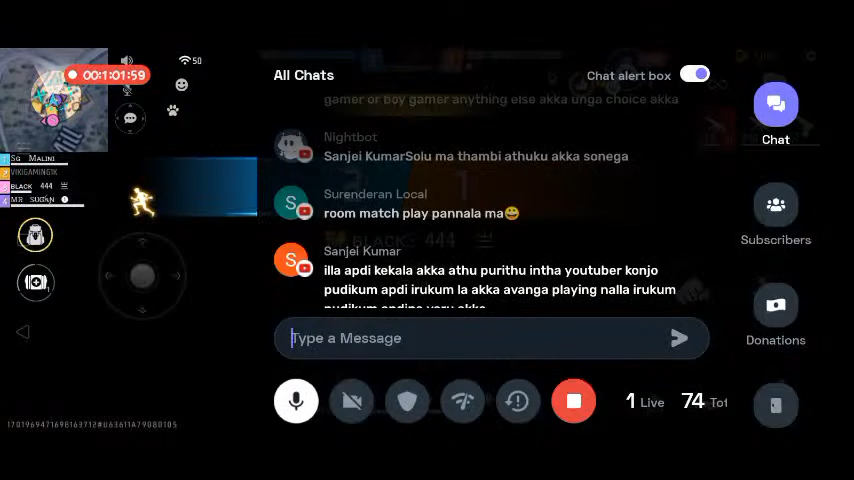 00:1:01:59
50
Sg Malini
VIKIGAMING1K
BLACK 444
MR SUGAN
All Chats
Chat alert box
gamer or boy gamer anything else akka unga choice akka
Nightbot
Sanjei KumarSolu ma thambi athuku akka sonega
Surenderan Local
S
room match play pannala ma😃
Sanjei Kumar
S
illa apdi kekala akka athu purithu intha youtuber konjo
pudikum apdi irukum la akka avanga playing nalla irukum
BLACK 444
Type a Message
1 Live 74 Tot
Chat
Subscribers
Donations